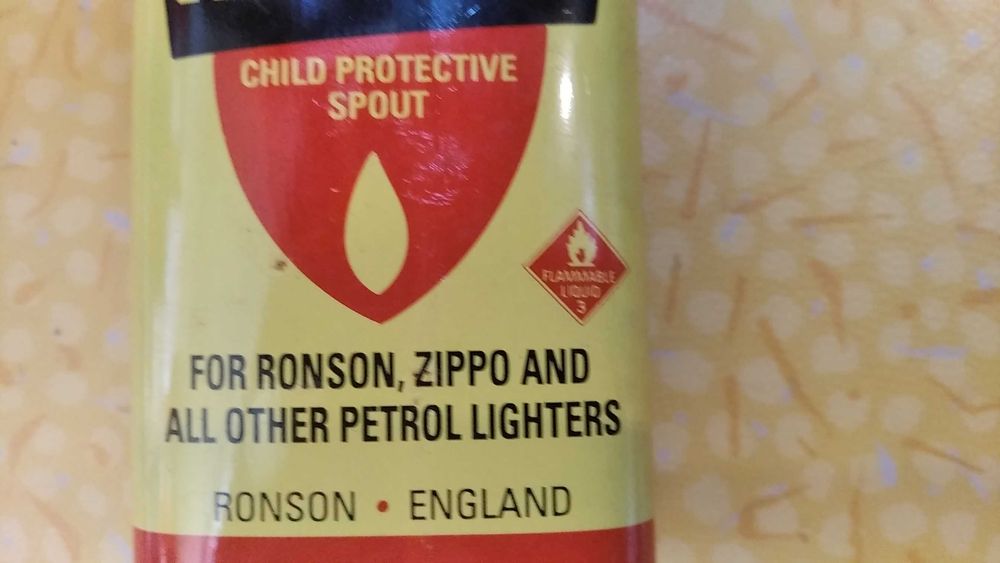 CHILD PROTECTIVE
SPOUT
FLAMMABLE
LIQUID
3
FOR RONSON, ZIPPO AND
ALL OTHER PETROL LIGHTERS
RONSON • ENGLAND